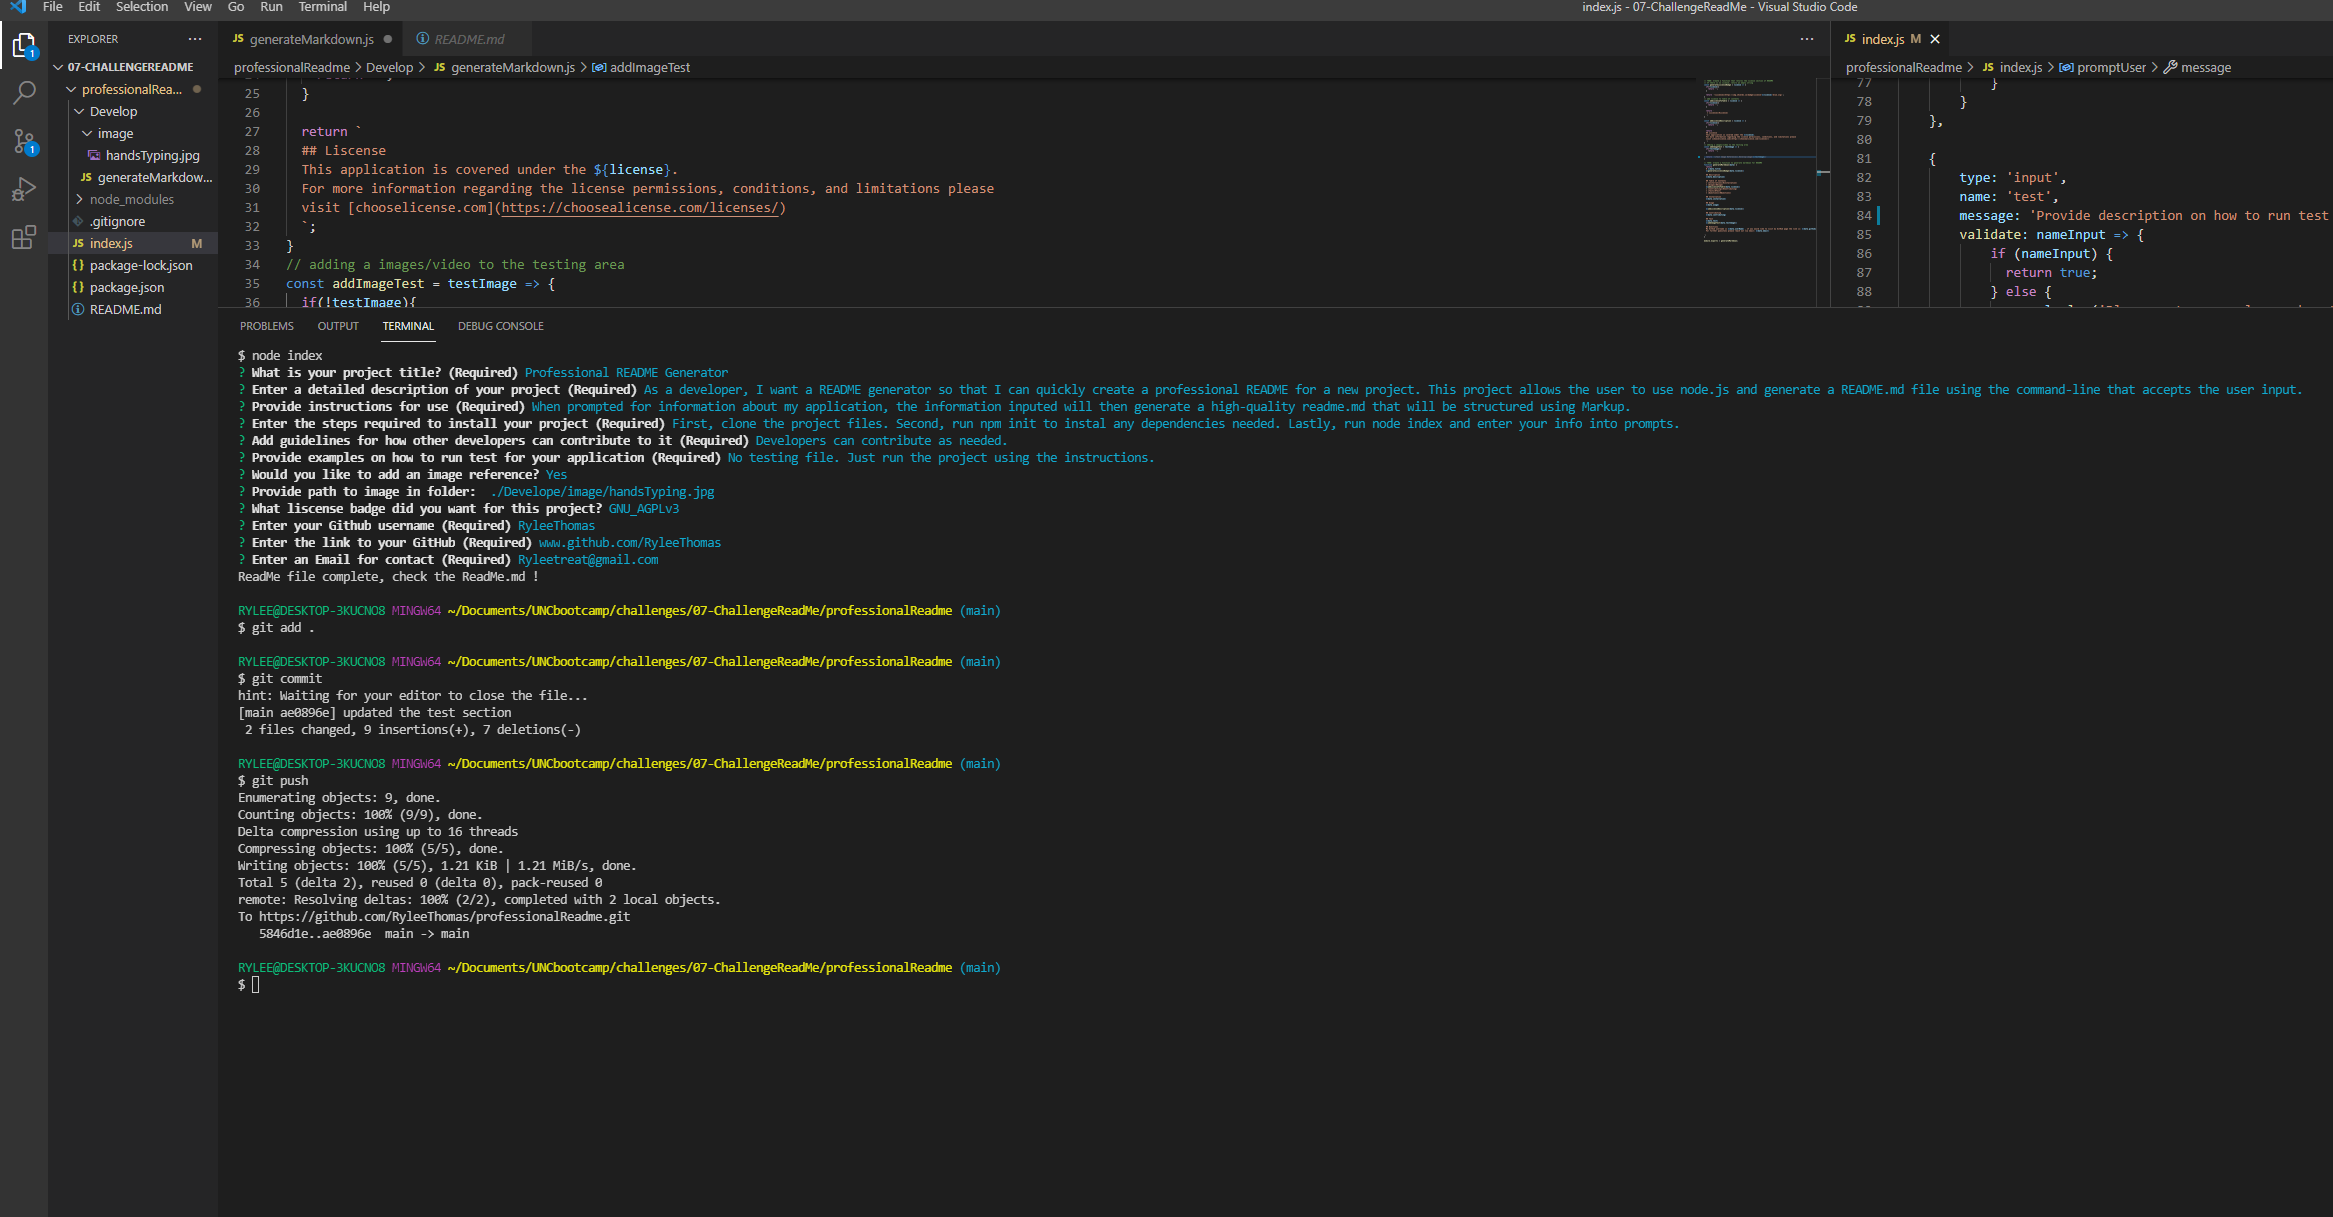 File Edit Selection View Go Run Terminal Help
index.js - 07-ChallengeReadMe - Visual Studio Code
EXPLORER ...
07-CHALLENGEREADME
professionalRea...
Develop
image
handsTyping.jpg
JS generateMarkdow...
node_modules
.gitignore
JS index.js M
{} package-lock.json
{} package.json
README.md
1
1
JS generateMarkdown.js
README.md
...
professionalReadme > Develop > JS generateMarkdown.js > addImageTest
25 }
26
27 return `
28 ## Liscense
29 This application is covered under the ${license}.
30 For more information regarding the license permissions, conditions, and limitations please
31 visit [chooselicense.com](https://choosealicense.com/licenses/)
32 `;
33 }
34 // adding a images/video to the testing area
35 const addImageTest = testImage => {
36 if(!testImage){
JS index.js M
professionalReadme > JS index.js > promptUser > message
77 }
78 }
79 },
80
81 {
82 type: 'input',
83 name: 'test',
84 message: 'Provide description on how to run test
85 validate: nameInput => {
86 if (nameInput) {
87 return true;
88 } else {
PROBLEMS OUTPUT TERMINAL DEBUG CONSOLE
$ node index
? What is your project title? (Required) Professional README Generator
? Enter a detailed description of your project (Required) As a developer, I want a README generator so that I can quickly create a professional README for a new project. This project allows the user to use node.js and generate a README.md file using the command-line that accepts the user input.
? Provide instructions for use (Required) When prompted for information about my application, the information inputed will then generate a high-quality readme.md that will be structured using Markup.
? Enter the steps required to install your project (Required) First, clone the project files. Second, run npm init to instal any dependencies needed. Lastly, run node index and enter your info into prompts.
? Add guidelines for how other developers can contribute to it (Required) Developers can contribute as needed.
? Provide examples on how to run test for your application (Required) No testing file. Just run the project using the instructions.
? Would you like to add an image reference? Yes
? Provide path to image in folder: ./Develope/image/handsTyping.jpg
? What liscense badge did you want for this project? GNU_AGPLv3
? Enter your Github username (Required) RyleeThomas
? Enter the link to your GitHub (Required) www.github.com/RyleeThomas
? Enter an Email for contact (Required) Ryleetreat@gmail.com
ReadMe file complete, check the ReadMe.md !
RYLEE@DESKTOP-3KUCNO8 MINGW64 ~/Documents/UNCbootcamp/challenges/07-ChallengeReadMe/professionalReadme (main)
$ git add .
RYLEE@DESKTOP-3KUCNO8 MINGW64 ~/Documents/UNCbootcamp/challenges/07-ChallengeReadMe/professionalReadme (main)
$ git commit
hint: Waiting for your editor to close the file...
[main ae0896e] updated the test section
2 files changed, 9 insertions(+), 7 deletions(-)
RYLEE@DESKTOP-3KUCNO8 MINGW64 ~/Documents/UNCbootcamp/challenges/07-ChallengeReadMe/professionalReadme (main)
$ git push
Enumerating objects: 9, done.
Counting objects: 100% (9/9), done.
Delta compression using up to 16 threads
Compressing objects: 100% (5/5), done.
Writing objects: 100% (5/5), 1.21 KiB | 1.21 MiB/s, done.
Total 5 (delta 2), reused 0 (delta 0), pack-reused 0
remote: Resolving deltas: 100% (2/2), completed with 2 local objects.
To https://github.com/RyleeThomas/professionalReadme.git
5846d1e..ae0896e main -> main
RYLEE@DESKTOP-3KUCNO8 MINGW64 ~/Documents/UNCbootcamp/challenges/07-ChallengeReadMe/professionalReadme (main)
$